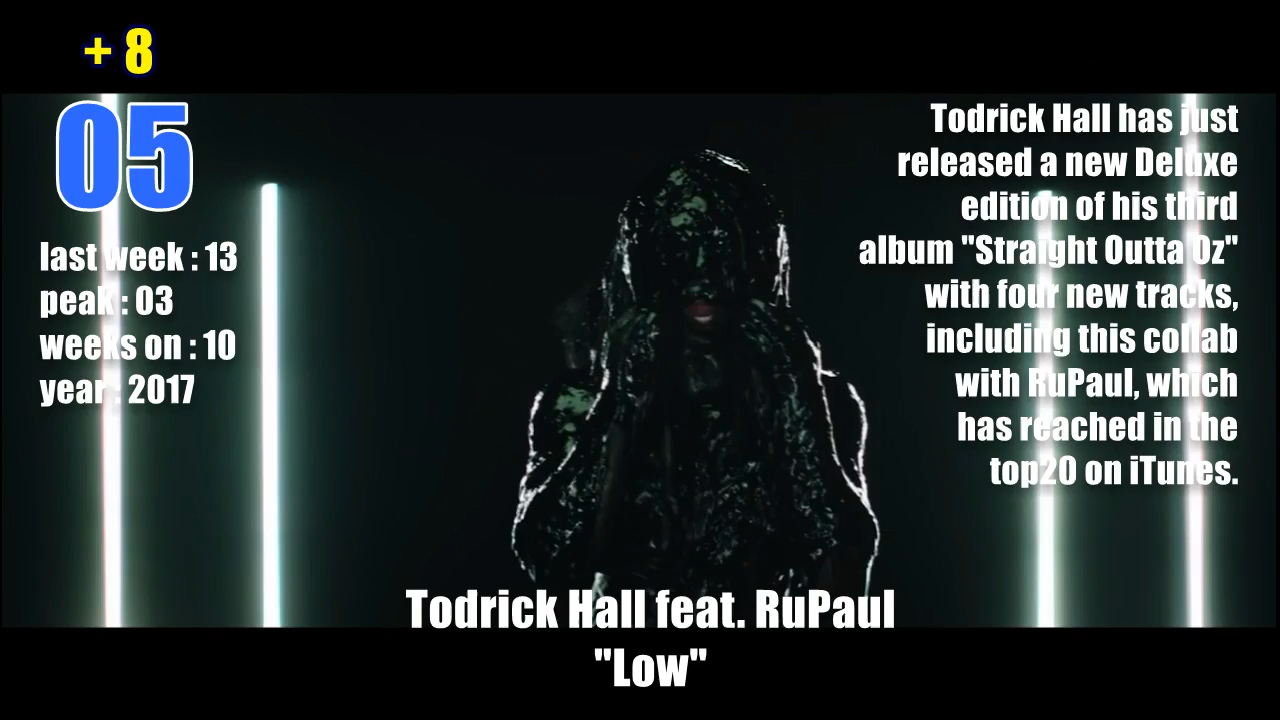 + 8
05
last week : 13
peak : 03
weeks on : 10
year : 2017
Todrick Hall has just
released a new Deluxe
edition of his third
album "Straight Outta Oz"
with four new tracks,
including this collab
with RuPaul, which
has reached in the
top20 on iTunes.
Todrick Hall feat. RuPaul
"Low"